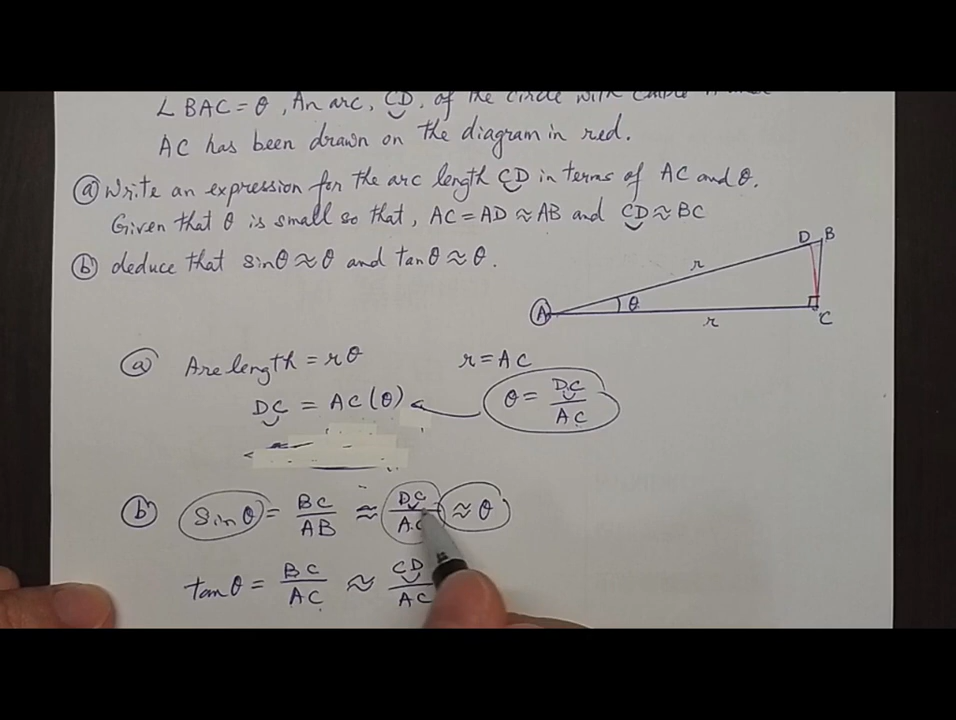 ∠BAC = θ, An arc, CD, of the circle with
AC has been drawn on the diagram in red.
ⓐ Write an expression for the arc length CD in terms of AC and θ.
Given that θ is small so that, AC = AD ≈ AB and CD ≈ BC
ⓑ deduce that sinθ ≈ θ and tanθ ≈ θ.
D B
r
A θ
r C
ⓐ Arc length = rθ r = AC
DC = AC(θ) θ = DC/AC
ⓑ Sinθ = BC/AB ≈ DC/AC ≈ θ
tanθ = BC/AC ≈ CD/AC